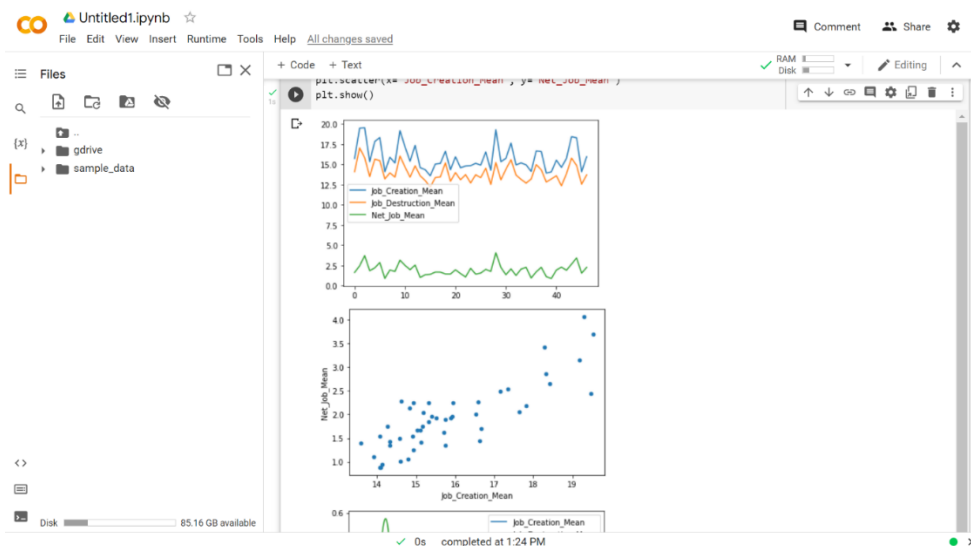 Untitled1.ipynb
File Edit View Insert Runtime Tools Help All changes saved
Comment Share
Files
+ Code + Text
RAM
Disk
Editing
plt.scatter(x='Job_Creation_Mean', y='Net_Job_Mean')
plt.show()
1s
{x}
..
gdrive
sample_data
20.0
17.5
15.0
12.5
10.0
7.5
5.0
2.5
0.0
Job_Creation_Mean
Job_Destruction_Mean
Net_Job_Mean
0 10 20 30 40
4.0
3.5
3.0
2.5
2.0
1.5
1.0
Net_Job_Mean
14 15 16 17 18 19
Job_Creation_Mean
0.6
Job_Creation_Mean
Disk 85.16 GB available
0s completed at 1:24 PM